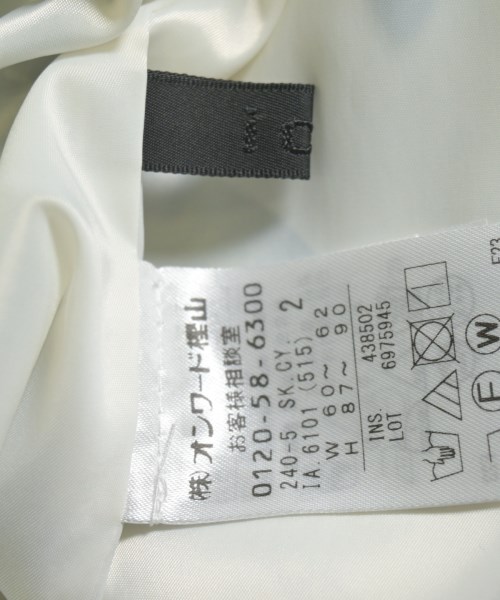 (株)オンワード樫山
お客様相談室
0120-58-6300
240-5 SK.CY. 2
IA.6101 (515)
W 60~ 62
H 87~ 90
INS. 438502
LOT 6975945
F
W
F23